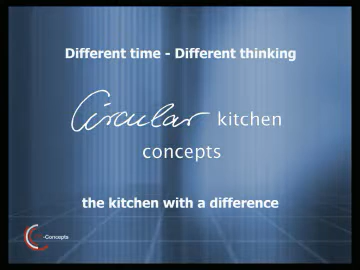 Different time - Different thinking
Circular kitchen
concepts
the kitchen with a difference
-Concepts